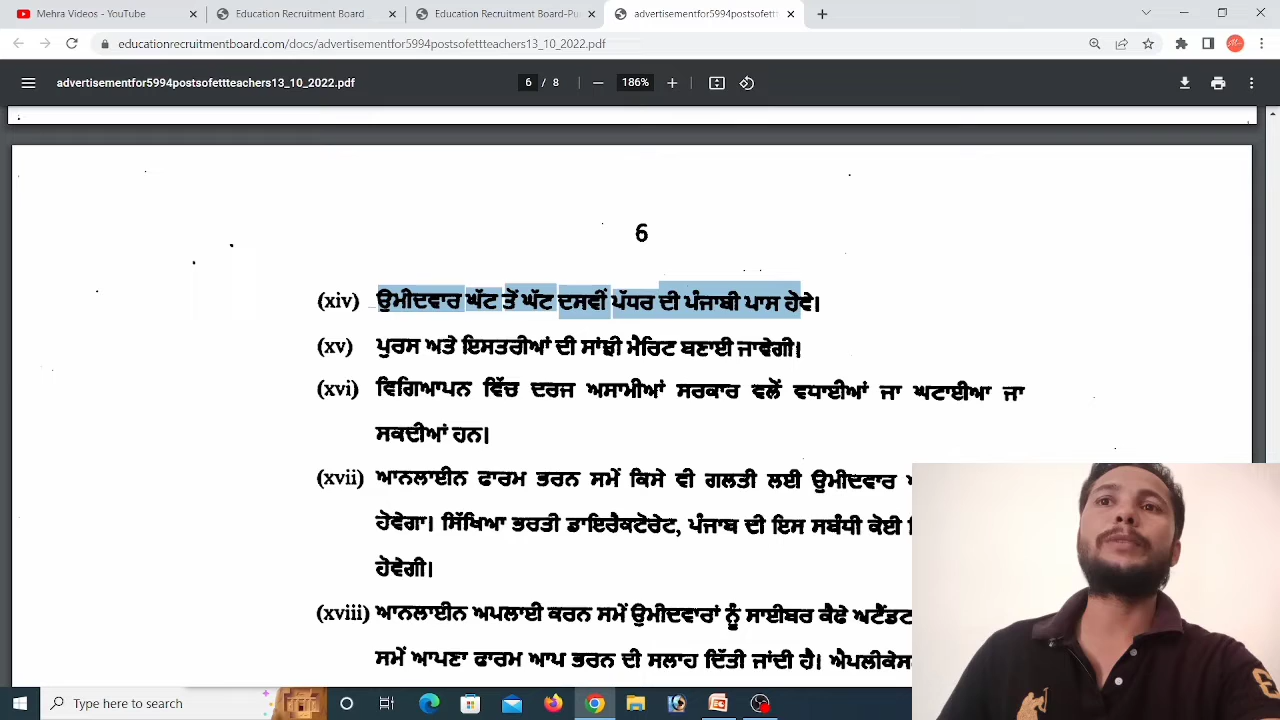 Mehra Videos - YouTube
Education Recruitment Board
Education Recruitment Board-Pu
advertisementfor5994postsofettt
educationrecruitmentboard.com/docs/advertisementfor5994postsofettteachers13_10_2022.pdf
advertisementfor5994postsofettteachers13_10_2022.pdf
6 / 8
186%
6
(xiv) ਉਮੀਦਵਾਰ ਘੱਟ ਤੋਂ ਘੱਟ ਦਸਵੀਂ ਪੱਧਰ ਦੀ ਪੰਜਾਬੀ ਪਾਸ ਹੋਵੇ।
(xv) ਪੁਰਸ ਅਤੇ ਇਸਤਰੀਆਂ ਦੀ ਸਾਂਝੀ ਮੈਰਿਟ ਬਣਾਈ ਜਾਵੇਗੀ।
(xvi) ਵਿਗਿਆਪਨ ਵਿੱਚ ਦਰਜ ਅਸਾਮੀਆਂ ਸਰਕਾਰ ਵਲੋਂ ਵਧਾਈਆਂ ਜਾ ਘਟਾਈਆ ਜਾ
ਸਕਦੀਆਂ ਹਨ।
(xvii) ਆਨਲਾਈਨ ਫਾਰਮ ਭਰਨ ਸਮੇਂ ਕਿਸੇ ਵੀ ਗਲਤੀ ਲਈ ਉਮੀਦਵਾਰ
ਹੋਵੇਗਾ। ਸਿੱਖਿਆ ਭਰਤੀ ਡਾਇਰੈਕਟੋਰੇਟ, ਪੰਜਾਬ ਦੀ ਇਸ ਸਬੰਧੀ ਕੋਈ
ਹੋਵੇਗੀ।
(xviii) ਆਨਲਾਈਨ ਅਪਲਾਈ ਕਰਨ ਸਮੇਂ ਉਮੀਦਵਾਰਾਂ ਨੂੰ ਸਾਈਬਰ ਕੈਫੇ ਅਟੈਂਡਟ
ਸਮੇਂ ਆਪਣਾ ਫਾਰਮ ਆਪ ਭਰਨ ਦੀ ਸਲਾਹ ਦਿੱਤੀ ਜਾਂਦੀ ਹੈ।
Type here to search